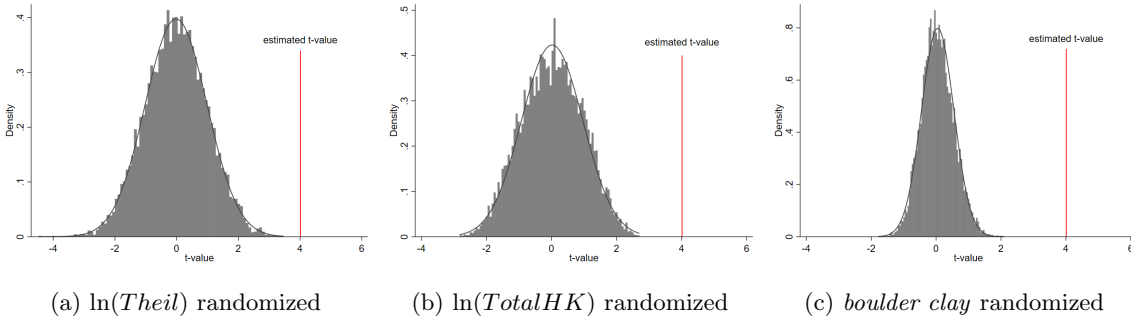 .4
.3
.2
.1
0
Density
estimated t-value
-4 -2 0 2 4 6
t-value
(a) ln(Theil) randomized
.5
.4
.3
.2
.1
0
Density
estimated t-value
-4 -2 0 2 4 6
t-value
(b) ln(TotalHK) randomized
.8
.6
.4
.2
0
Density
estimated t-value
-4 -2 0 2 4 6
t-value
(c) boulder clay randomized